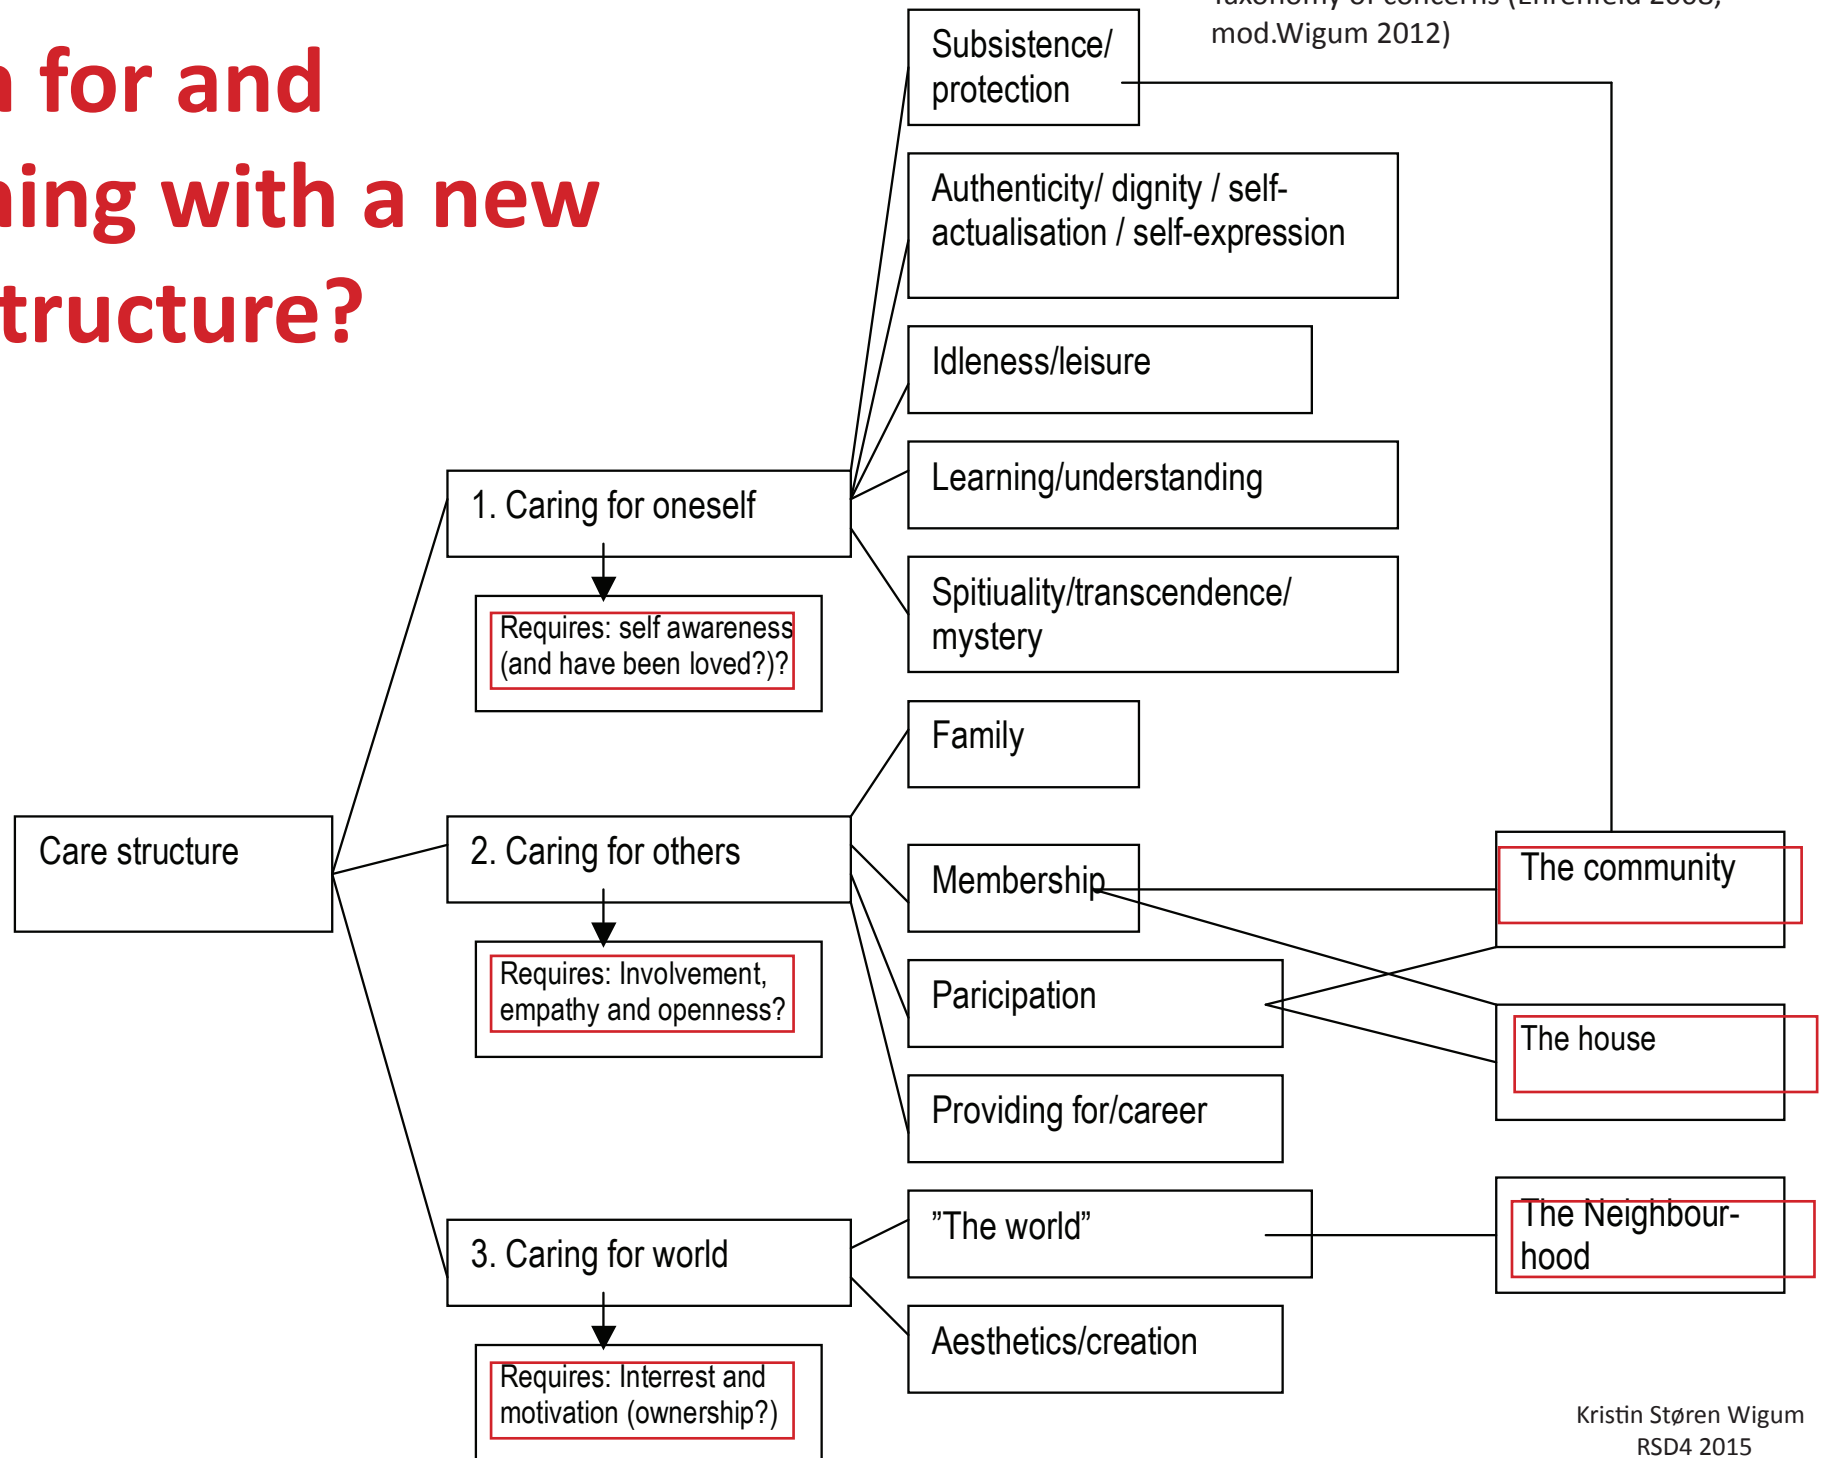 for and
ning with a new
tructure?
mod.Wigum 2012)
Subsistence/
protection
Authenticity/ dignity / self-
actualisation / self-expression
Idleness/leisure
Learning/understanding
Spitiuality/transcendence/
mystery
1. Caring for oneself
Requires: self awareness
(and have been loved?)?
Family
Care structure
2. Caring for others
Membership
The community
Requires: Involvement,
empathy and openness?
Paricipation
The house
Providing for/career
3. Caring for world
”The world”
The Neighbour-
hood
Aesthetics/creation
Requires: Interrest and
motivation (ownership?)
Kristin Støren Wigum
RSD4 2015